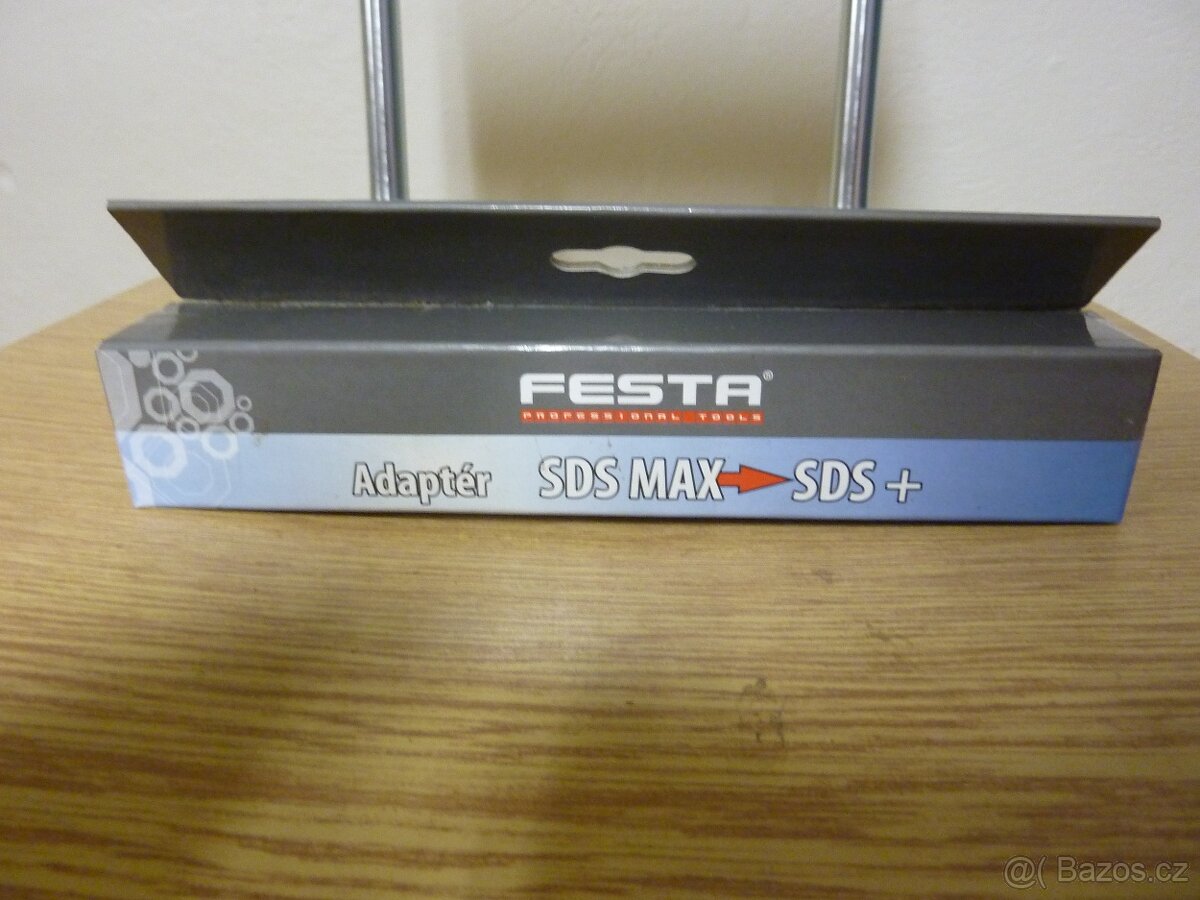 FESTA®
PROFESSIONAL TOOLS
Adaptér SDS MAX SDS +
@( Bazos.cz